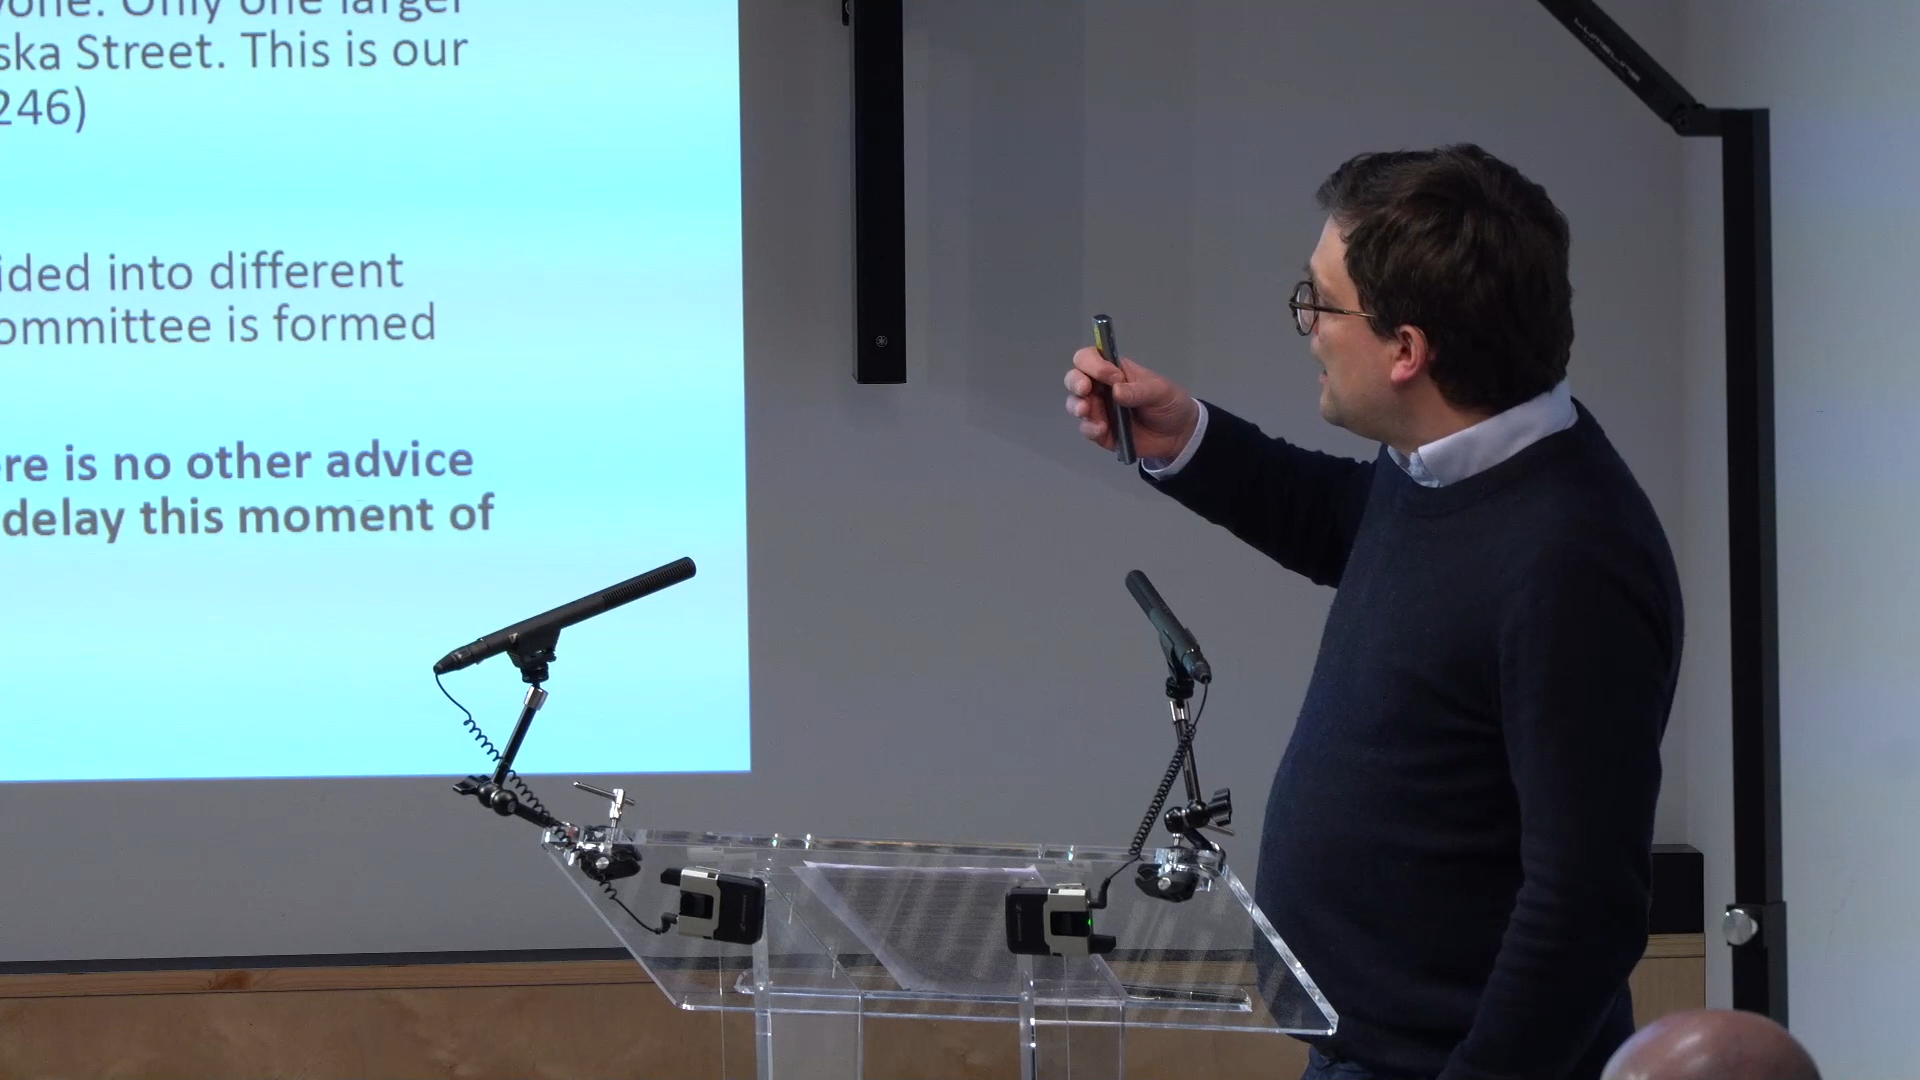 yone. Only one larger
ska Street. This is our
246)
ided into different
ommittee is formed
re is no other advice
delay this moment of